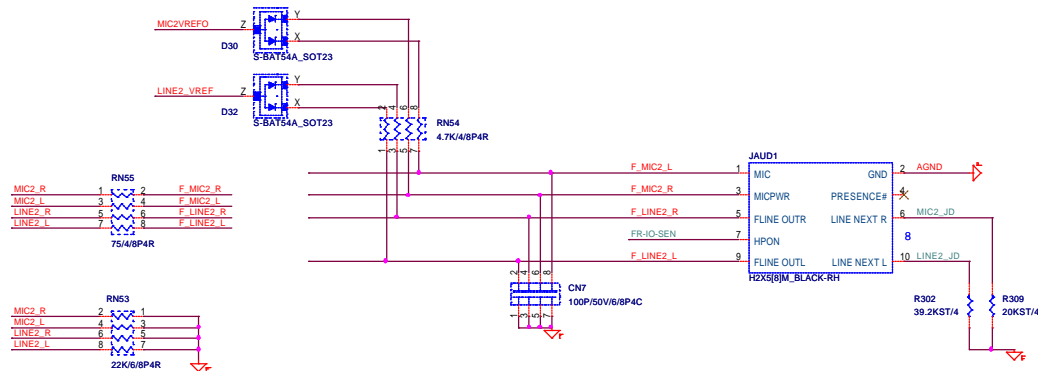 MIC2VREFO Z Y
X
D30
S-BAT54A_SOT23
LINE2_VREF Z Y
X
D32
S-BAT54A_SOT23
2 4 6 8
RN54
4.7K/4/8P4R
1 3 5 7
RN55
MIC2_R 1 2 F_MIC2_R
MIC2_L 3 4 F_MIC2_L
LINE2_R 5 6 F_LINE2_R
LINE2_L 7 8 F_LINE2_L
75/4/8P4R
RN53
MIC2_R 2 1
MIC2_L 4 3
LINE2_R 6 5
LINE2_L 8 7
22K/6/8P4R
JAUD1
F_MIC2_L 1 MIC GND 2 AGND
F_MIC2_R 3 MICPWR PRESENCE# 4
F_LINE2_R 5 FLINE OUTR LINE NEXT R 6 MIC2_JD
FR-IO-SEN 7 HPON 8
F_LINE2_L 9 FLINE OUTL LINE NEXT L 10 LINE2_JD
H2X5[8]M_BLACK-RH
2 4 6 8
CN7
100P/50V/6/8P4C
1 3 5 7
R302
39.2KST/4
R309
20KST/4